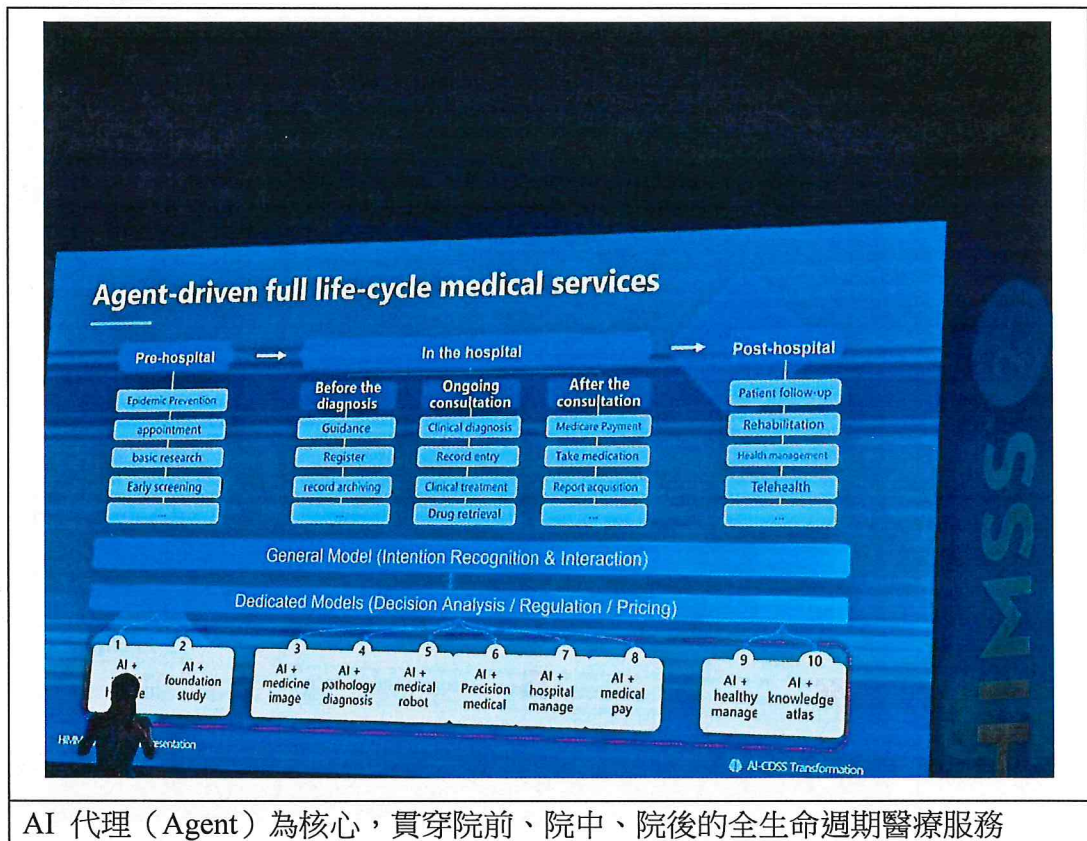 Agent-driven full life-cycle medical services
Pre-hospital
In the hospital
Post-hospital
Epidemic Prevention
appointment
basic research
Early screening
...
Before the
diagnosis
Guidance
Register
record archiving
...
Ongoing
consultation
Clinical diagnosis
Record entry
Clinical treatment
Drug retrieval
After the
consultation
Medicare Payment
Take medication
Report acquisition
...
Patient follow-up
Rehabilitation
Health management
Telehealth
...
General Model (Intention Recognition & Interaction)
Dedicated Models (Decision Analysis / Regulation / Pricing)
1
AI +
2
AI +
foundation
study
3
AI +
medicine
image
4
AI +
pathology
diagnosis
5
AI +
medical
robot
6
AI +
Precision
medical
7
AI +
hospital
manage
8
AI +
medical
pay
9
AI +
healthy
manage
10
AI +
knowledge
atlas
AI-CDSS Transformation
HIMSS
AI 代理（Agent）為核心，貫穿院前、院中、院後的全生命週期醫療服務